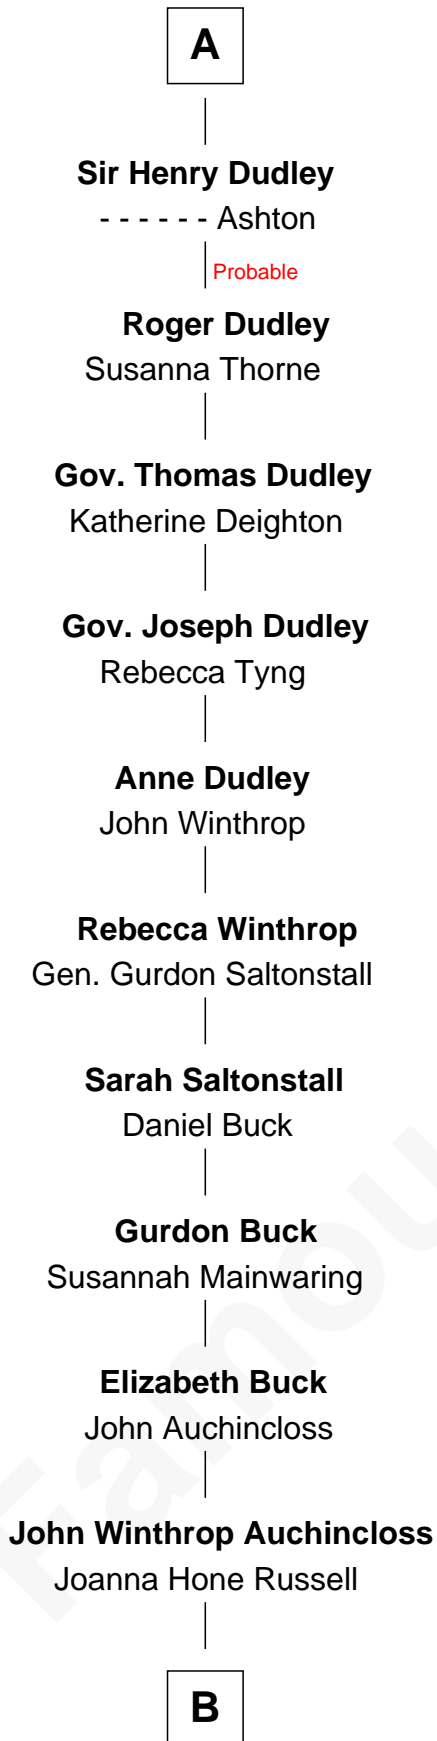 A
Sir Henry Dudley
- - - - - - Ashton
Probable
Roger Dudley
Susanna Thorne
Gov. Thomas Dudley
Katherine Deighton
Gov. Joseph Dudley
Rebecca Tyng
Anne Dudley
John Winthrop
Rebecca Winthrop
Gen. Gurdon Saltonstall
Sarah Saltonstall
Daniel Buck
Gurdon Buck
Susannah Mainwaring
Elizabeth Buck
John Auchincloss
John Winthrop Auchincloss
Joanna Hone Russell
B
Famou